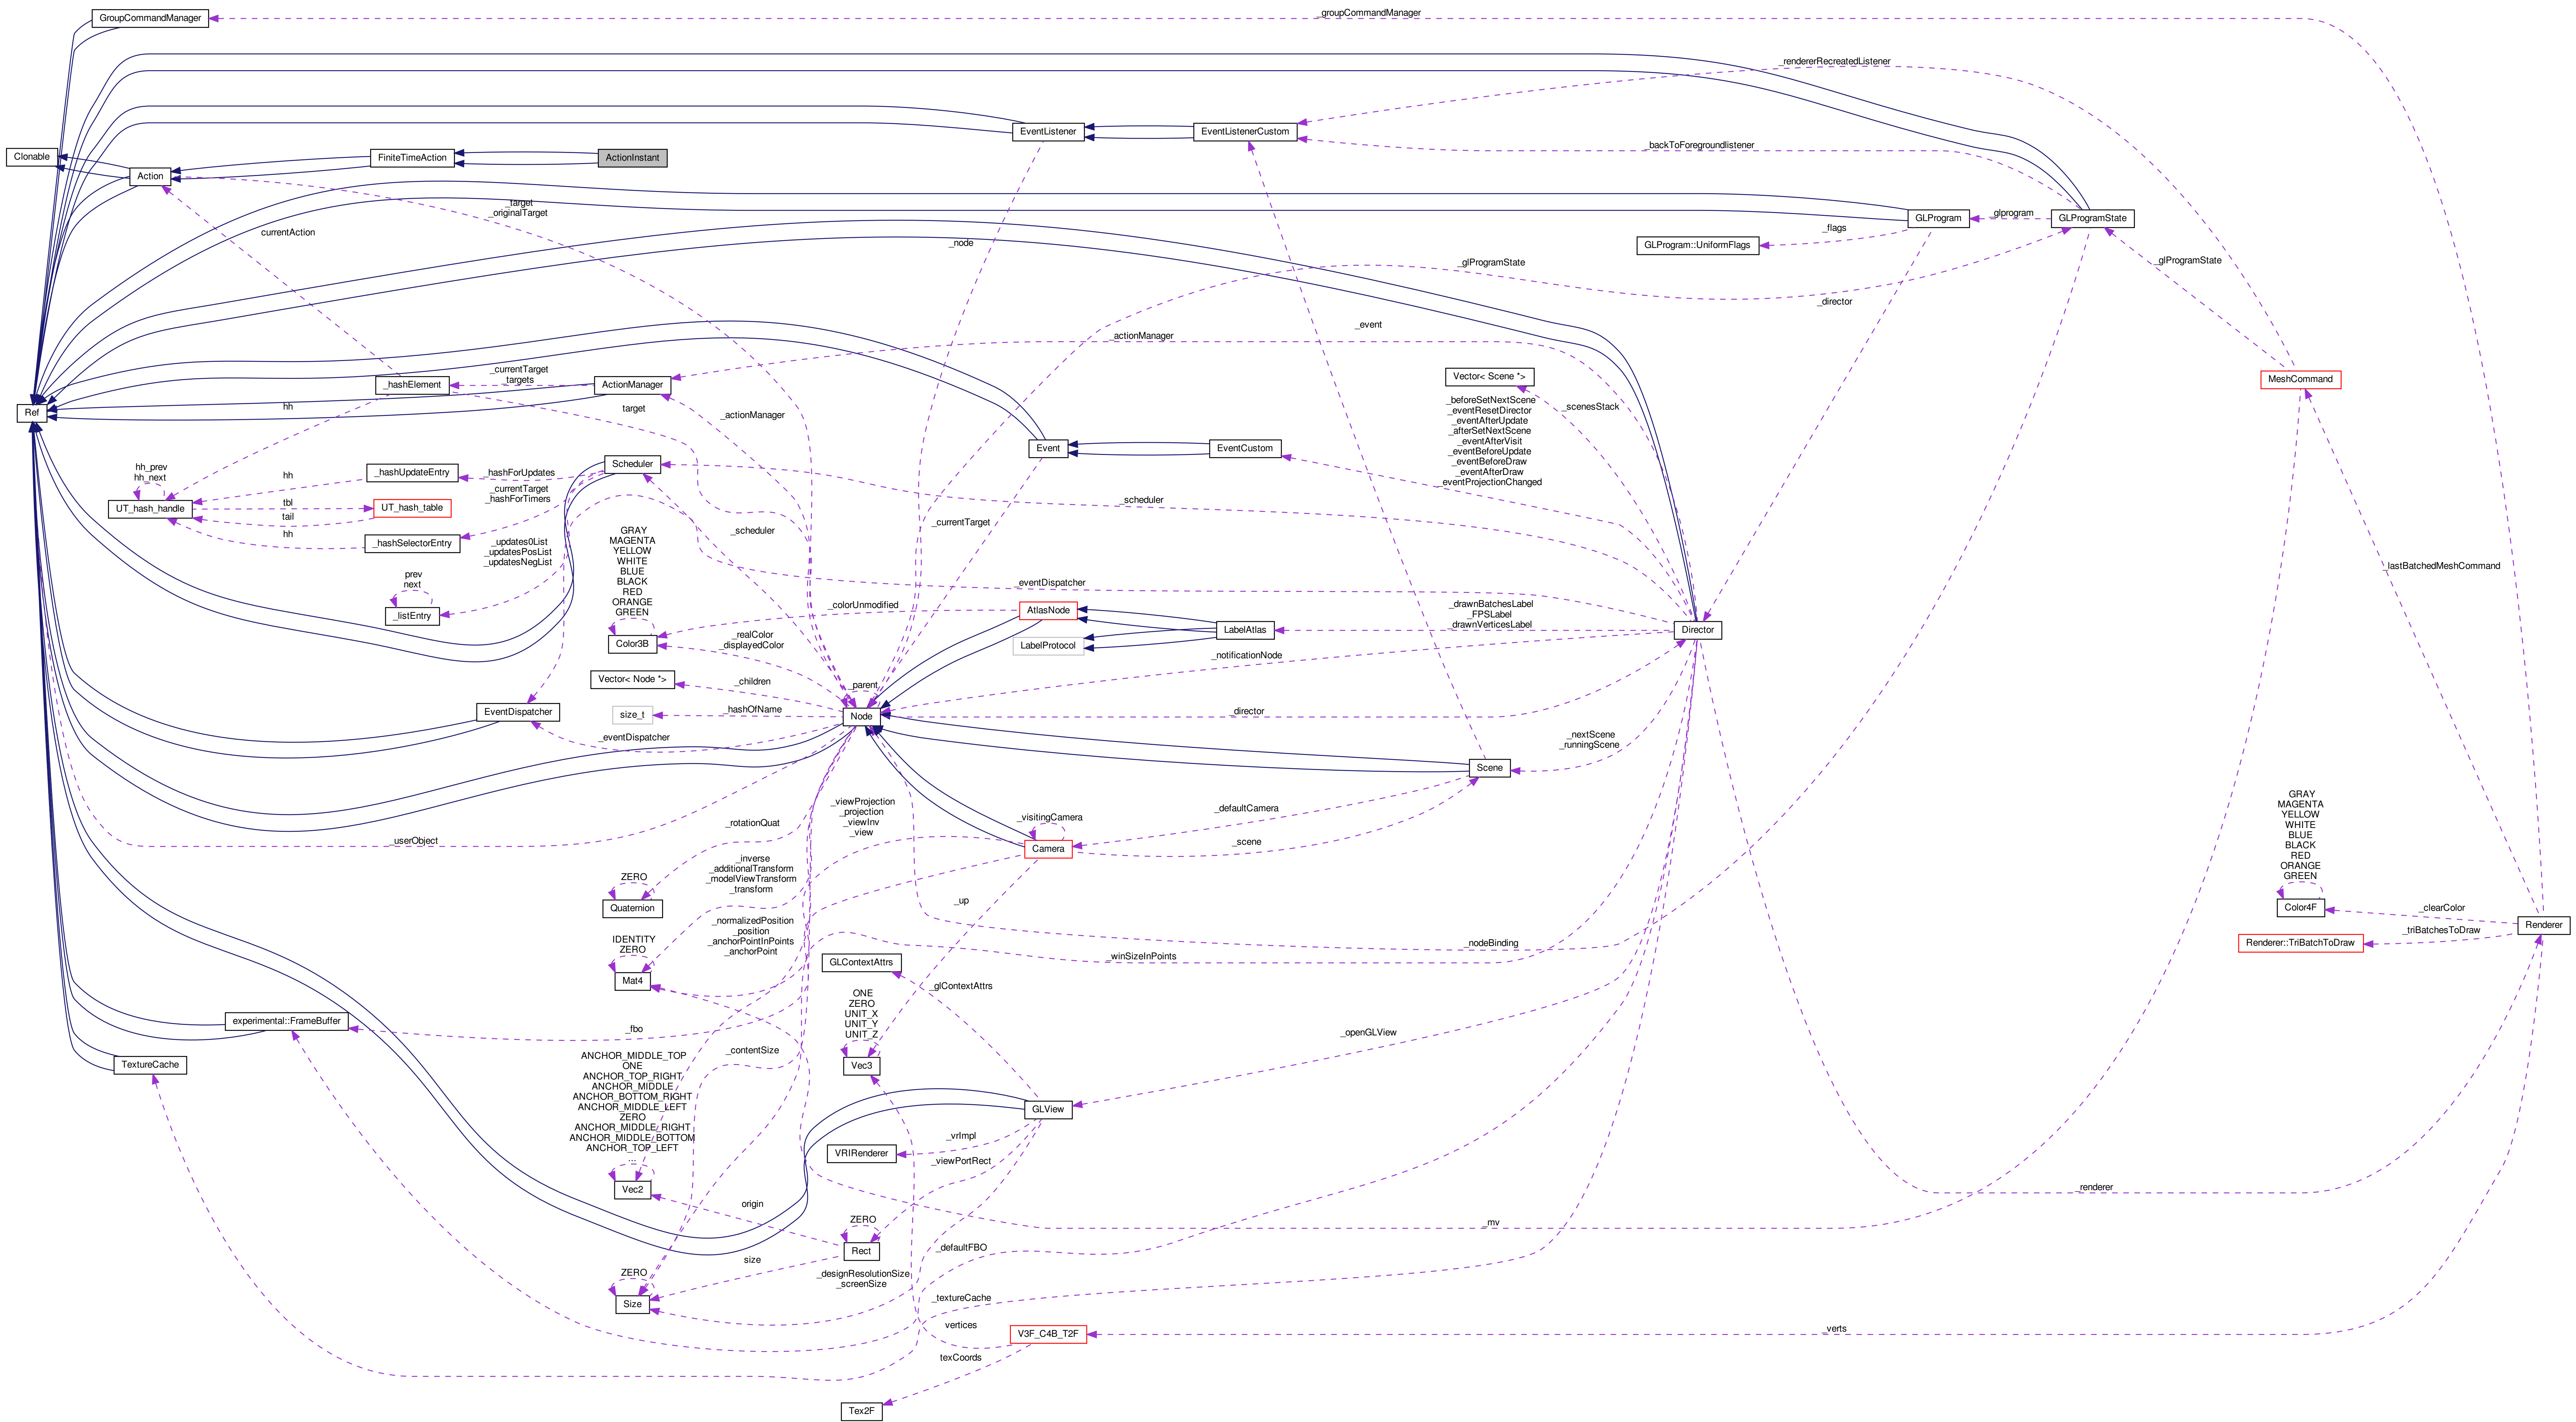 GroupCommandManager
_groupCommandManager
_rendererRecreatedListener
EventListener
EventListenerCustom
_backToForegroundlistener
Clonable
FiniteTimeAction
ActionInstant
Action
_target
_originalTarget
currentAction
_node
GLProgram
_glprogram
GLProgramState
_flags
GLProgram::UniformFlags
_glProgramState
_glProgramState
_director
_event
_actionManager
_currentTarget
targets
_hashElement
ActionManager
Vector< Scene *>
MeshCommand
Ref
hh
target
_actionManager
_scenesStack
_beforeSetNextScene
_eventResetDirector
_eventAfterUpdate
_afterSetNextScene
_eventAfterVisit
_eventBeforeUpdate
_eventBeforeDraw
_eventAfterDraw
_eventProjectionChanged
Event
EventCustom
hh_prev
hh_next
hh
_hashUpdateEntry
_hashForUpdates
Scheduler
_currentTarget
_hashForTimers
_scheduler
UT_hash_handle
tbl
tail
UT_hash_table
hh
_hashSelectorEntry
_currentTarget
_scheduler
_updates0List
_updatesPosList
_updatesNegList
GRAY
MAGENTA
YELLOW
WHITE
BLUE
BLACK
RED
ORANGE
GREEN
_lastBatchedMeshCommand
prev
next
_listEntry
_eventDispatcher
_colorUnmodified
AtlasNode
_drawnBatchesLabel
_FPSLabel
_drawnVerticesLabel
LabelAtlas
Director
Color3B
_realColor
_displayedColor
LabelProtocol
_notificationNode
Vector< Node *>
_children
_parent
EventDispatcher
size_t
_hashOfName
Node
_director
_eventDispatcher
_nextScene
_runningScene
Scene
_viewProjection
_projection
_viewInv
_view
_defaultCamera
_visitingCamera
_rotationQuat
_userObject
Camera
_scene
GRAY
MAGENTA
YELLOW
WHITE
BLUE
BLACK
RED
ORANGE
GREEN
_inverse
_additionalTransform
_modelViewTransform
_transform
ZERO
Quaternion
_up
Color4F
_clearColor
Renderer
_triBatchesToDraw
Renderer::TriBatchToDraw
_normalizedPosition
_position
_anchorPointInPoints
_anchorPoint
IDENTITY
ZERO
Mat4
_nodeBinding
_winSizeInPoints
GLContextAttrs
_glContextAttrs
ONE
ZERO
UNIT_X
UNIT_Y
UNIT_Z
Vec3
experimental::FrameBuffer
_fbo
_openGLView
_contentSize
TextureCache
ANCHOR_MIDDLE_TOP
ONE
ANCHOR_TOP_RIGHT
ANCHOR_MIDDLE
ANCHOR_BOTTOM_RIGHT
ANCHOR_MIDDLE_LEFT
ZERO
ANCHOR_MIDDLE_RIGHT
ANCHOR_MIDDLE_BOTTOM
ANCHOR_TOP_LEFT
...
Vec2
GLView
_vrImpl
VRIRenderer
_viewPortRect
_renderer
origin
ZERO
Rect
_mv
_defaultFBO
size
ZERO
Size
_designResolutionSize
_screenSize
_textureCache
vertices
V3F_C4B_T2F
_verts
texCoords
Tex2F